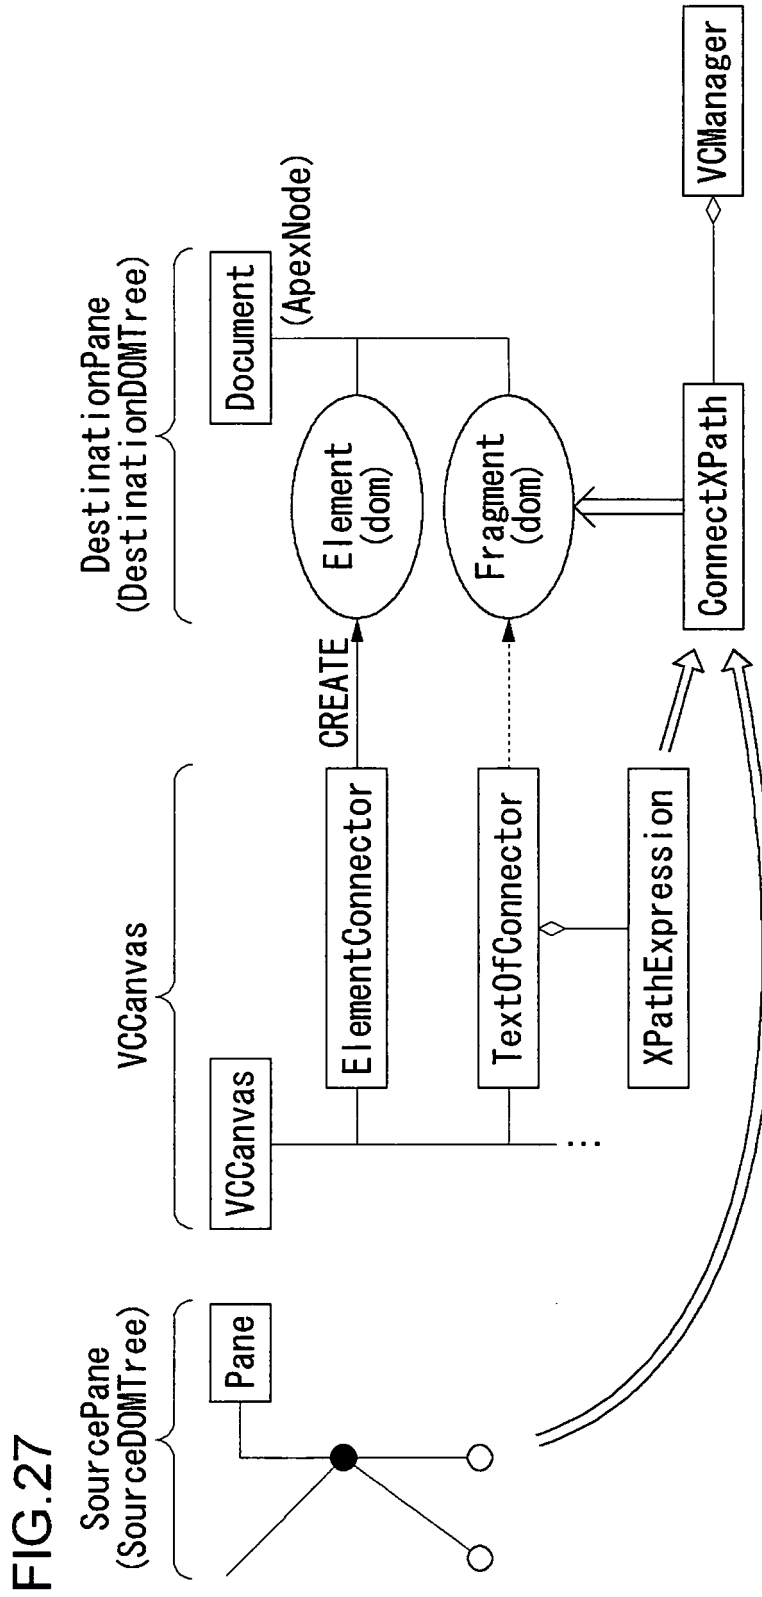 FIG.27
SourcePane
(SourceDOMTree)
VCCanvas
DestinationPane
(DestinationDOMTree)
Pane
VCCanvas
Document
(ApexNode)
ElementConnector
CREATE
Element
(dom)
TextOfConnector
Fragment
(dom)
...
XPathExpression
ConnectXPath
VCManager